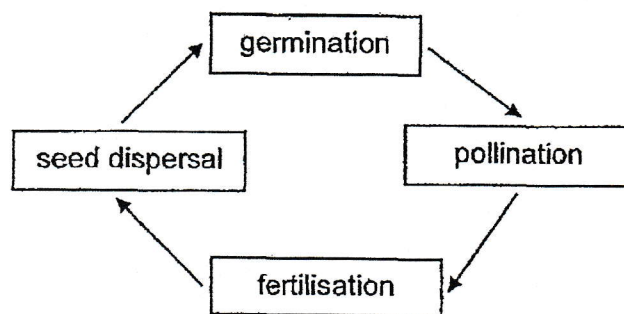 germination
seed dispersal
pollination
fertilisation